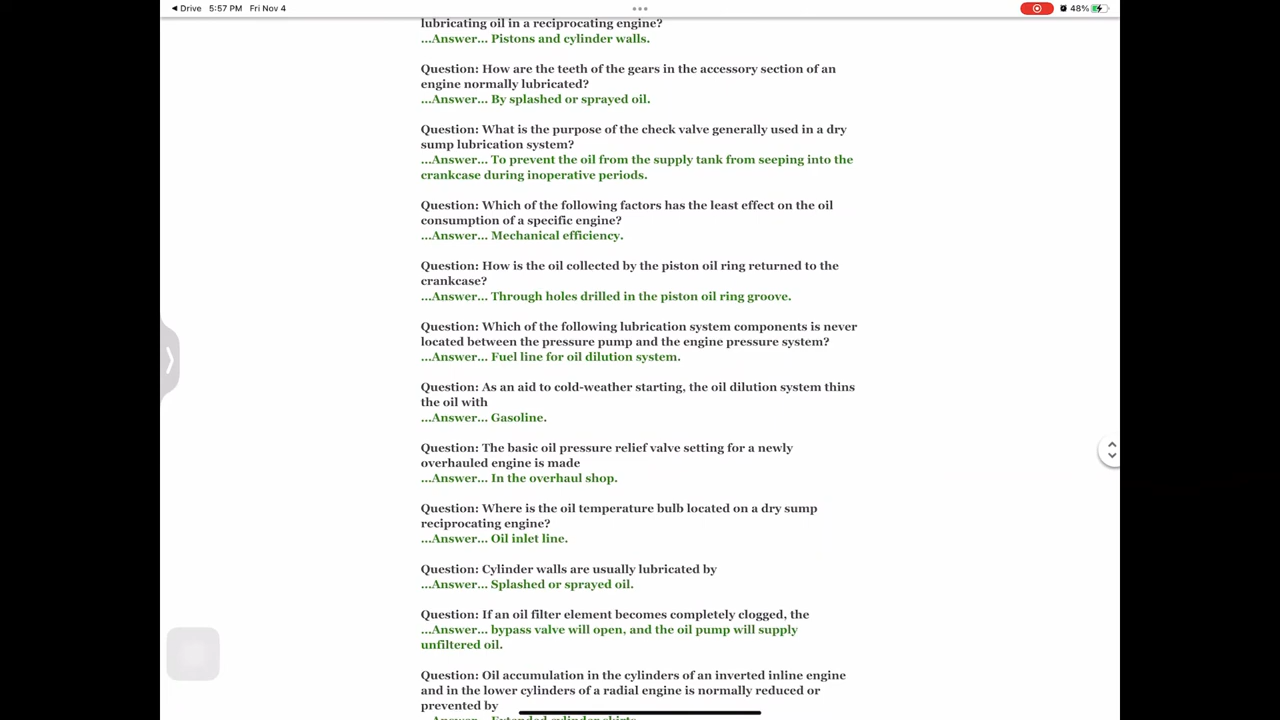 Drive 5:57 PM Fri Nov 4
48%
lubricating oil in a reciprocating engine?
...Answer... Pistons and cylinder walls.
Question: How are the teeth of the gears in the accessory section of an
engine normally lubricated?
...Answer... By splashed or sprayed oil.
Question: What is the purpose of the check valve generally used in a dry
sump lubrication system?
...Answer... To prevent the oil from the supply tank from seeping into the
crankcase during inoperative periods.
Question: Which of the following factors has the least effect on the oil
consumption of a specific engine?
...Answer... Mechanical efficiency.
Question: How is the oil collected by the piston oil ring returned to the
crankcase?
...Answer... Through holes drilled in the piston oil ring groove.
Question: Which of the following lubrication system components is never
located between the pressure pump and the engine pressure system?
...Answer... Fuel line for oil dilution system.
Question: As an aid to cold-weather starting, the oil dilution system thins
the oil with
...Answer... Gasoline.
Question: The basic oil pressure relief valve setting for a newly
overhauled engine is made
...Answer... In the overhaul shop.
Question: Where is the oil temperature bulb located on a dry sump
reciprocating engine?
...Answer... Oil inlet line.
Question: Cylinder walls are usually lubricated by
...Answer... Splashed or sprayed oil.
Question: If an oil filter element becomes completely clogged, the
...Answer... bypass valve will open, and the oil pump will supply
unfiltered oil.
Question: Oil accumulation in the cylinders of an inverted inline engine
and in the lower cylinders of a radial engine is normally reduced or
prevented by
...Answer... Extended cylinder skirts.